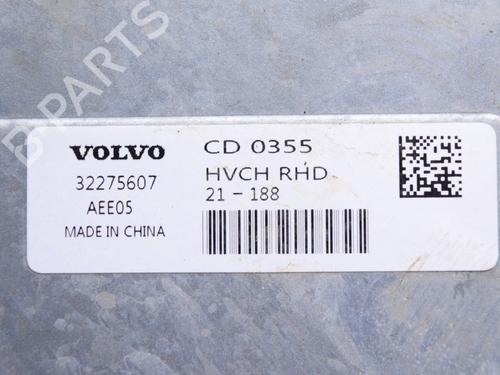 B PARTS
VOLVO
32275607
AEE05
MADE IN CHINA
CD 0355
HVCH RHD
21 - 188